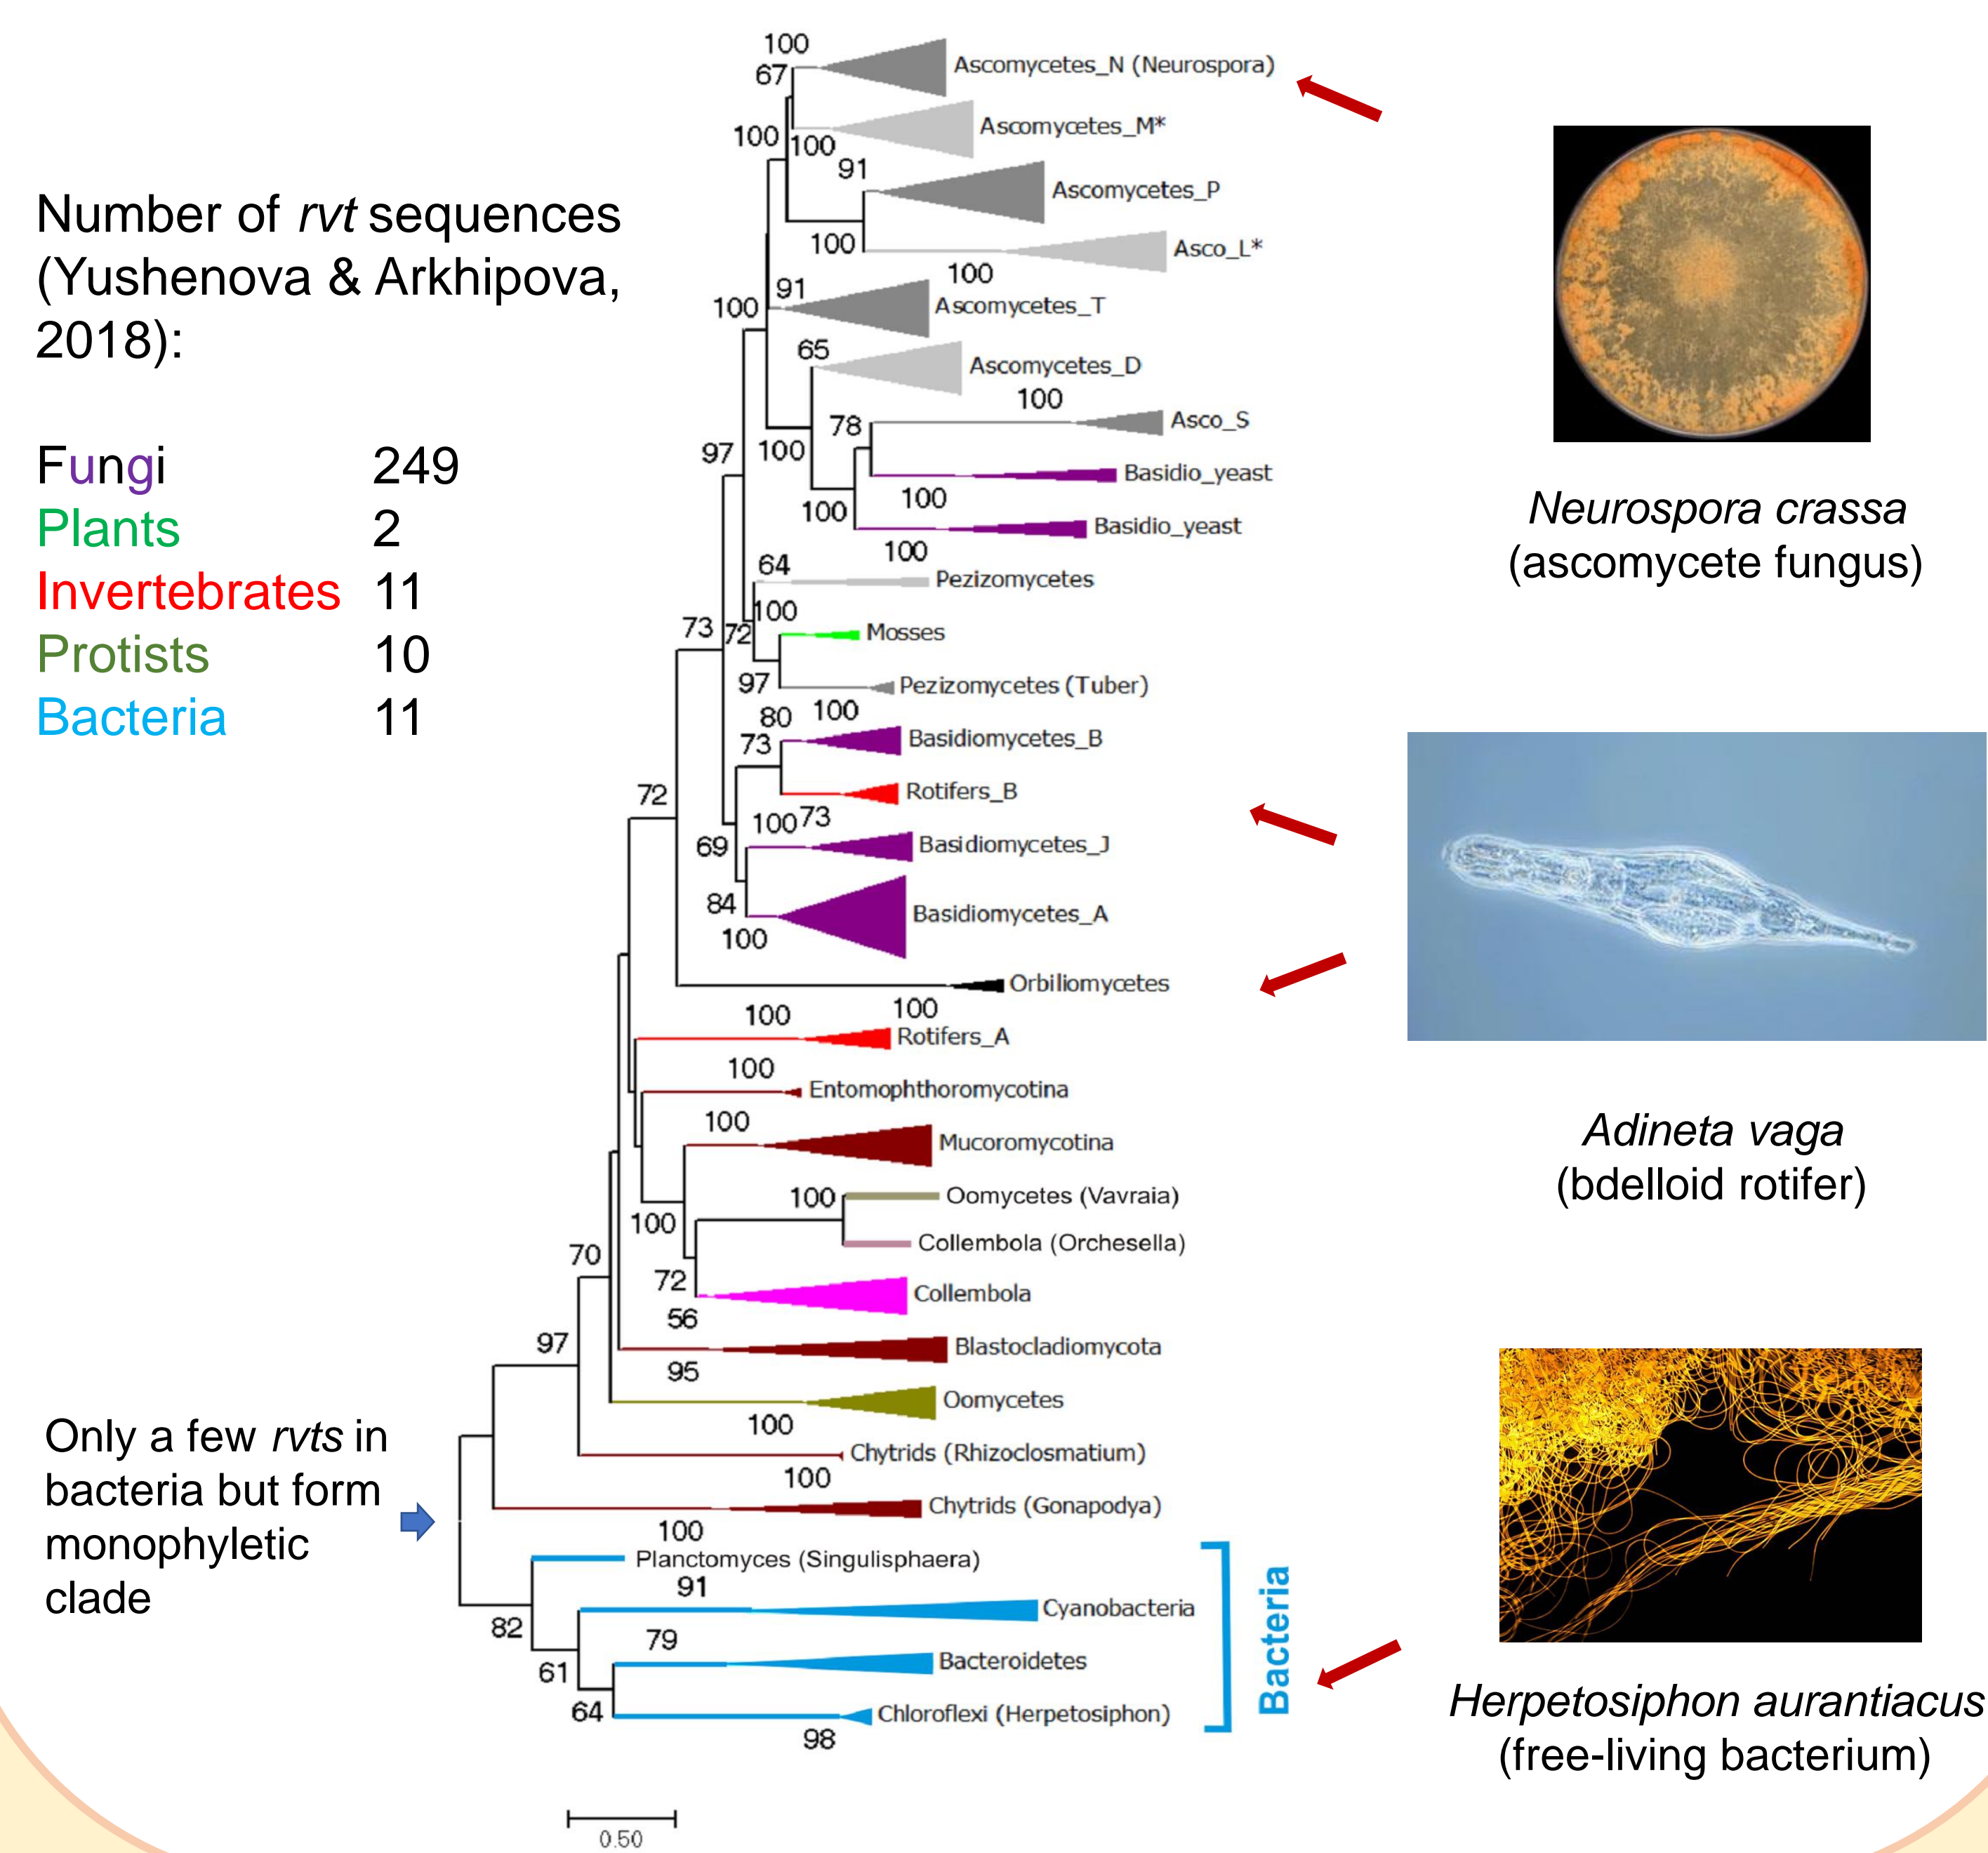 Number of rvt sequences
(Yushenova & Arkhipova,
2018):
Fungi 249
Plants 2
Invertebrates 11
Protists 10
Bacteria 11
Only a few rvts in
bacteria but form
monophyletic
clade
100
67
Ascomycetes_N (Neurospora)
100
100
Ascomycetes_M*
91
Ascomycetes_P
100
Asco_L*
100
91
100
Ascomycetes_T
65
Ascomycetes_D
100
78
Asco_S
97
100
Basidio_yeast
100
100
Basidio_yeast
100
64
Pezizomycetes
100
73
72
Mosses
97
Pezizomycetes (Tuber)
80
100
73
Basidiomycetes_B
72
Rotifers_B
100
73
69
Basidiomycetes_J
84
Basidiomycetes_A
100
Orbiliomycetes
100
100
Rotifers_A
100
Entomophthoromycotina
100
Mucoromycotina
100
Oomycetes (Vavraia)
100
Collembola (Orchesella)
70
72
Collembola
56
97
Blastocladiomycota
95
Oomycetes
100
Chytrids (Rhizoclosmatium)
100
Chytrids (Gonapodya)
100
Planctomyces (Singulisphaera)
91
Cyanobacteria
82
79
Bacteroidetes
61
64
Chloroflexi (Herpetosiphon)
98
Bacteria
0.50
Neurospora crassa
(ascomycete fungus)
Adineta vaga
(bdelloid rotifer)
Herpetosiphon aurantiacus
(free-living bacterium)